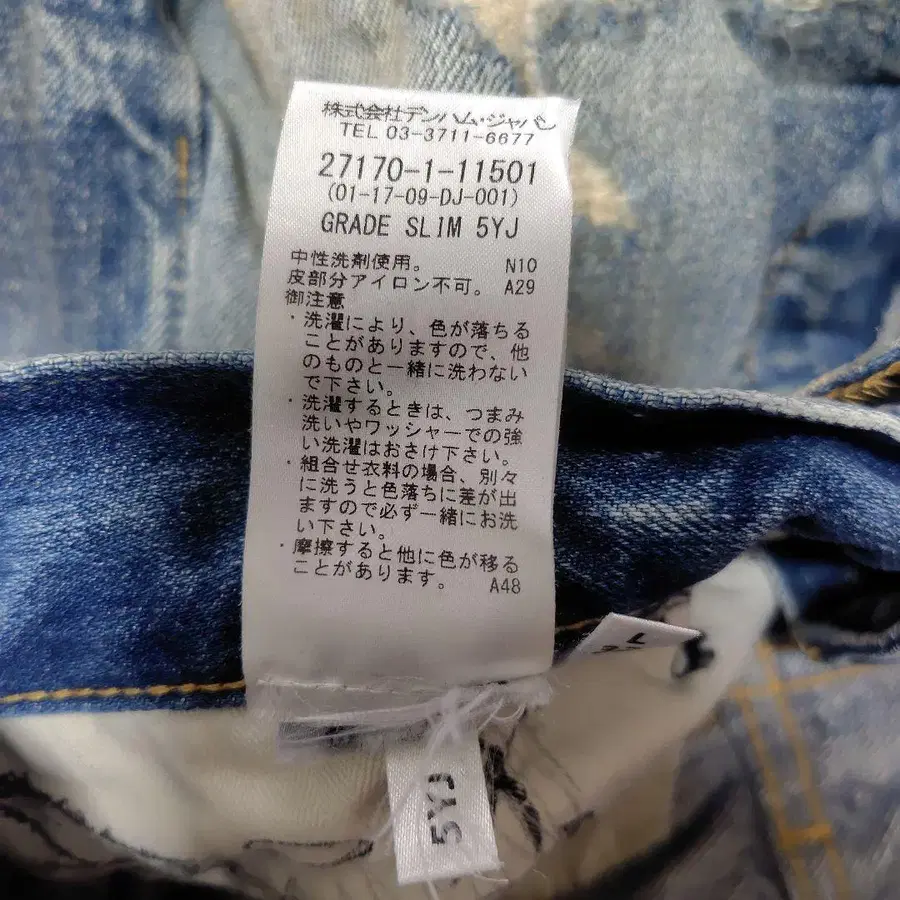 株式会社デンハム・ジャパン
TEL 03-3711-6677
27170-1-11501
(01-17-09-DJ-001)
GRADE SLIM 5YJ
中性洗剤使用。 N10
皮部分アイロン不可。 A29
御注意
・洗濯により、色が落ちる
ことがありますので、他
のものと一緒に洗わない
で下さい。
・洗濯するときは、つまみ
洗いやワッシャーでの強
い洗濯はおさけ下さい。
・組合せ衣料の場合、別々
に洗うと色落ちに差が出
ますので必ず一緒にお洗
い下さい。
・摩擦すると他に色が移る
ことがあります。 A48
L
5YJ